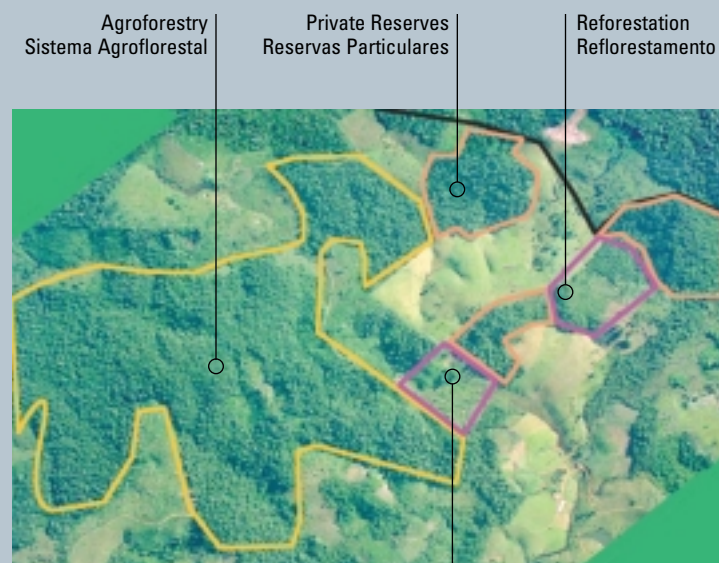 Agroforestry
Sistema Agroflorestal
Private Reserves
Reservas Particulares
Reforestation
Reflorestamento